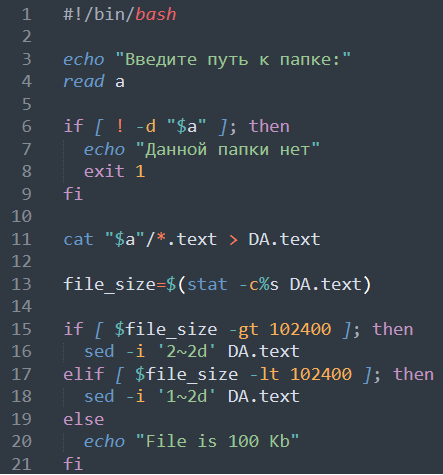 1 #!/bin/bash
2
3 echo "Введите путь к папке:"
4 read a
5
6 if [ ! -d "$a" ]; then
7   echo "Данной папки нет"
8   exit 1
9 fi
10
11 cat "$a"/*.text > DA.text
12
13 file_size=$(stat -c%s DA.text)
14
15 if [ $file_size -gt 102400 ]; then
16   sed -i '2~2d' DA.text
17 elif [ $file_size -lt 102400 ]; then
18   sed -i '1~2d' DA.text
19 else
20   echo "File is 100 Kb"
21 fi